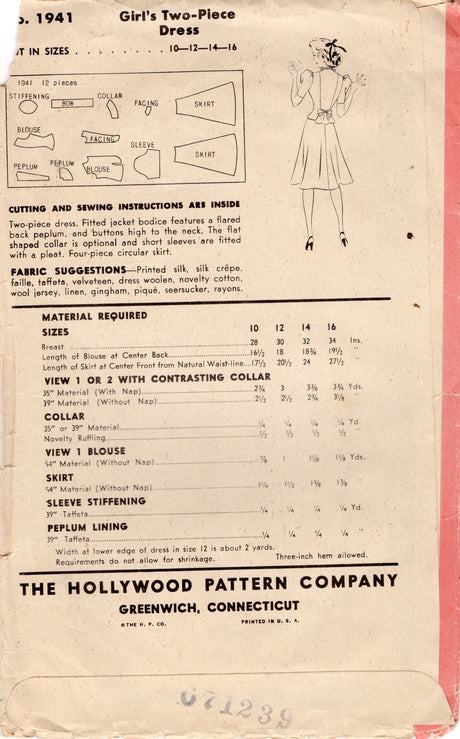 o. 1941
Girl's Two-Piece
Dress
UT IN SIZES . . . . . . . . . . 10—12—14—16
1941 12 pieces
STIFFENING
BOW
COLLAR
FACING
SKIRT
BLOUSE
FACING
SLEEVE
SKIRT
PEPLUM
PEPLUM
BLOUSE
CUTTING AND SEWING INSTRUCTIONS ARE INSIDE
Two-piece dress. Fitted jacket bodice features a flared
back peplum, and buttons high to the neck. The flat
shaped collar is optional and short sleeves are fitted
with a pleat. Four-piece circular skirt.
FABRIC SUGGESTIONS—Printed silk, silk crêpe,
faille, taffeta, velveteen, dress woolen, novelty cotton,
wool jersey, linen, gingham, piqué, seersucker, rayons.
MATERIAL REQUIRED
SIZES 10 12 14 16
Breast 28 30 32 34 Ins.
Length of Blouse at Center Back 16½ 18 18¾ 19½ "
Length of Skirt at Center Front from Natural Waist-line 17½ 20½ 24 27½ "
VIEW 1 OR 2 WITH CONTRASTING COLLAR
35" Material (With Nap) 2¾ 3 3⅜ 3¾ Yds.
39" Material (Without Nap) 2½ 2½ 2¾ 3⅛ "
COLLAR
35" or 39" Material ¼ ¼ ¼ ¼ Yd.
Novelty Ruffling ½ ½ ½ ½ "
VIEW 1 BLOUSE
54" Material (Without Nap) ⅞ 1 1⅛ 1⅛ Yds.
SKIRT
54" Material (Without Nap) 1¼ 1½ 1⅝ 1⅞ "
SLEEVE STIFFENING
39" Taffeta ¼ ¼ ¼ ¼ Yd.
PEPLUM LINING
39" Taffeta ¼ ¼ ¼ ¼ "
Width at lower edge of dress in size 12 is about 2 yards.
Requirements do not allow for shrinkage. Three-inch hem allowed.
THE HOLLYWOOD PATTERN COMPANY
GREENWICH, CONNECTICUT
©THE H. P. CO. PRINTED IN U. S. A.
071239